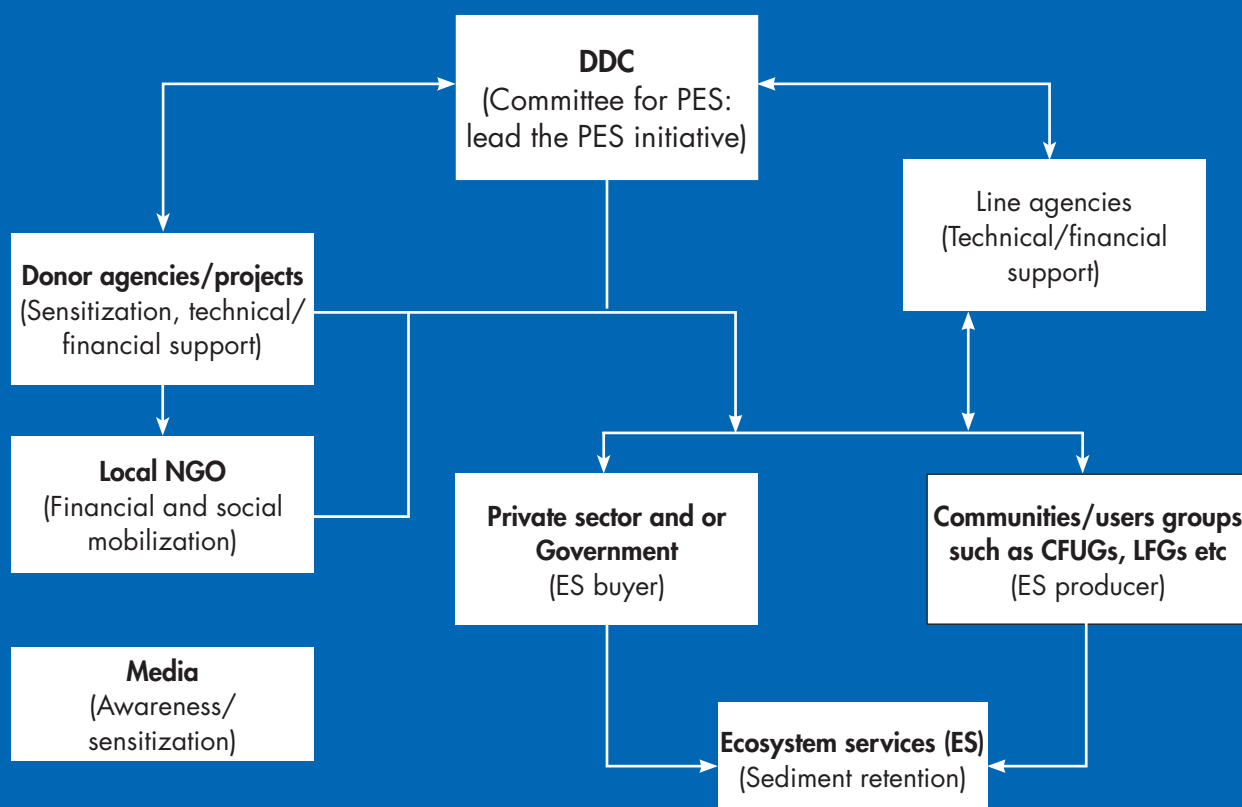 DDC
(Committee for PES:
lead the PES initiative)
Line agencies
(Technical/financial
support)
Donor agencies/projects
(Sensitization, technical/
financial support)
Local NGO
(Financial and social
mobilization)
Private sector and or
Government
(ES buyer)
Communities/users groups
such as CFUGs, LFGs etc
(ES producer)
Media
(Awareness/
sensitization)
Ecosystem services (ES)
(Sediment retention)